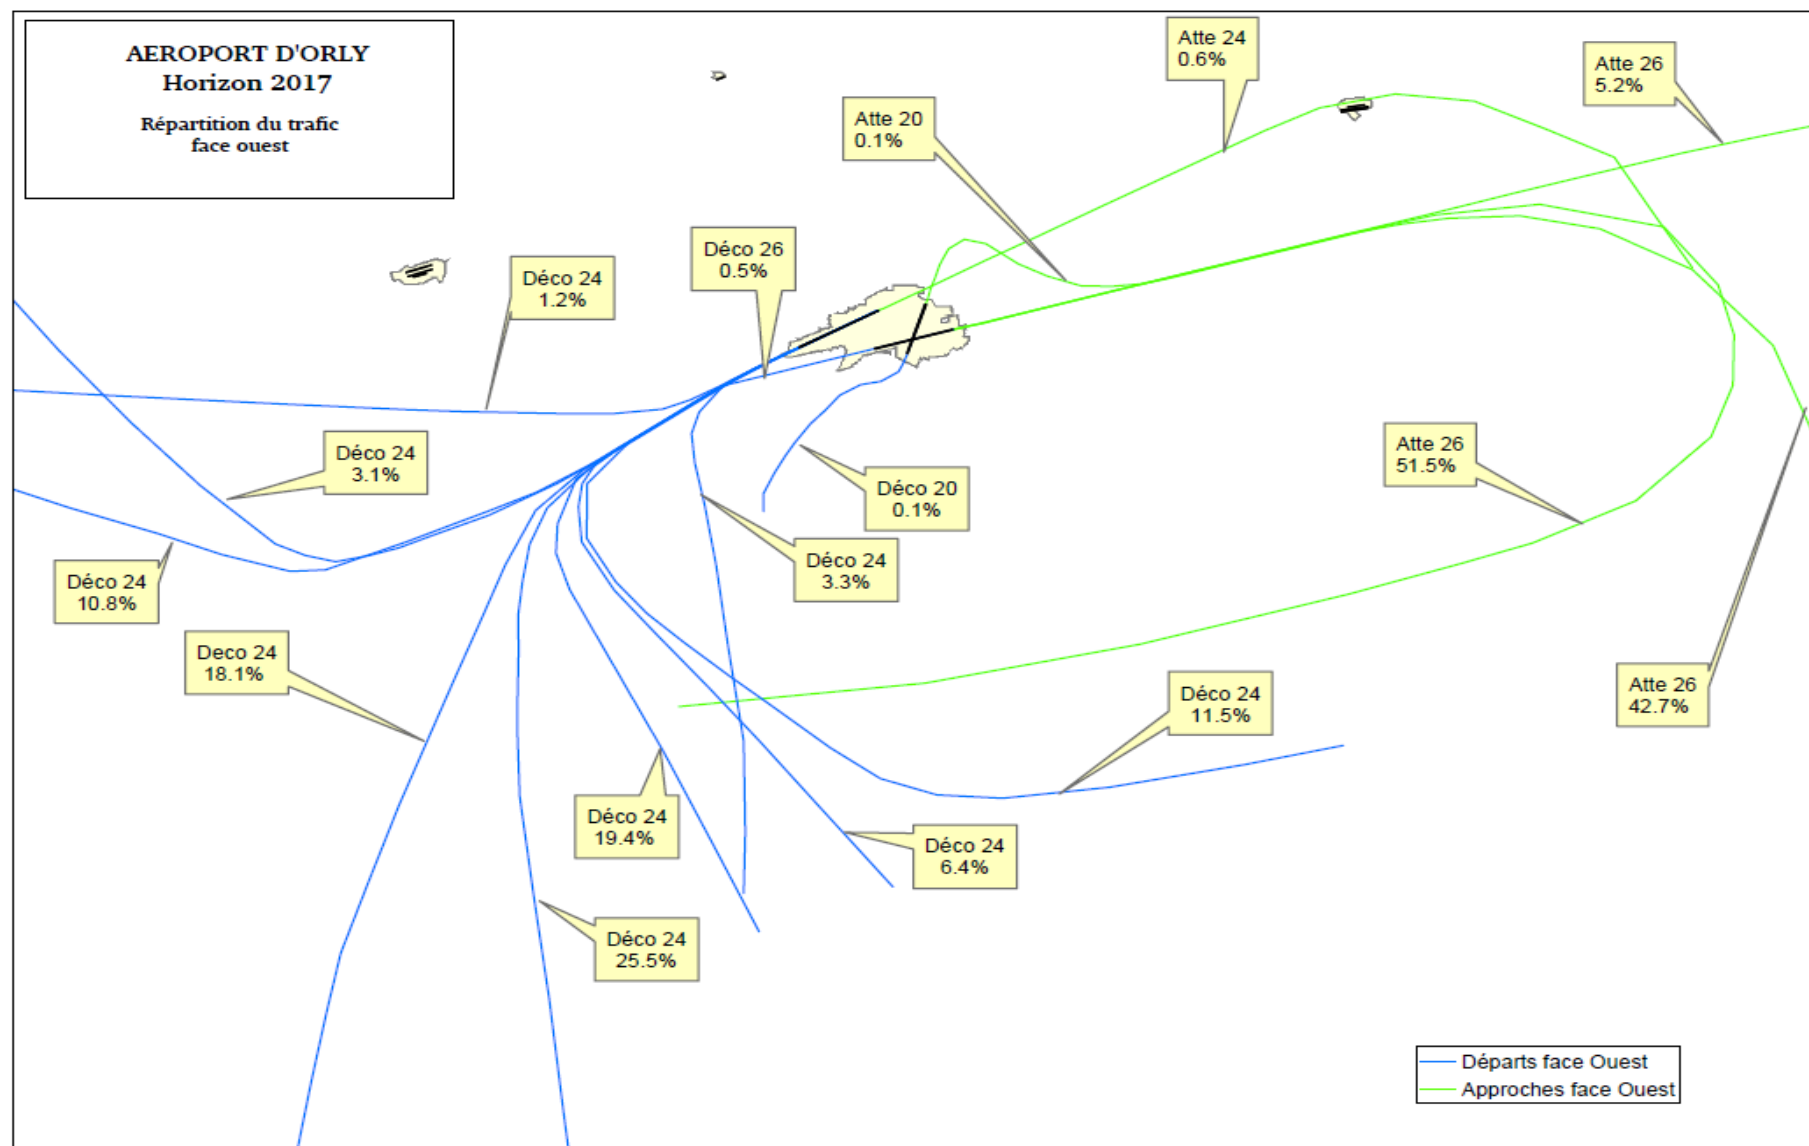 AEROPORT D'ORLY
Horizon 2017
Répartition du trafic
face ouest
Atte 24
0.6%
Atte 26
5.2%
Atte 20
0.1%
Déco 26
0.5%
Déco 24
1.2%
Déco 24
3.1%
Atte 26
51.5%
Déco 20
0.1%
Déco 24
3.3%
Déco 24
10.8%
Deco 24
18.1%
Déco 24
11.5%
Atte 26
42.7%
Déco 24
19.4%
Déco 24
6.4%
Déco 24
25.5%
Départs face Ouest
Approches face Ouest